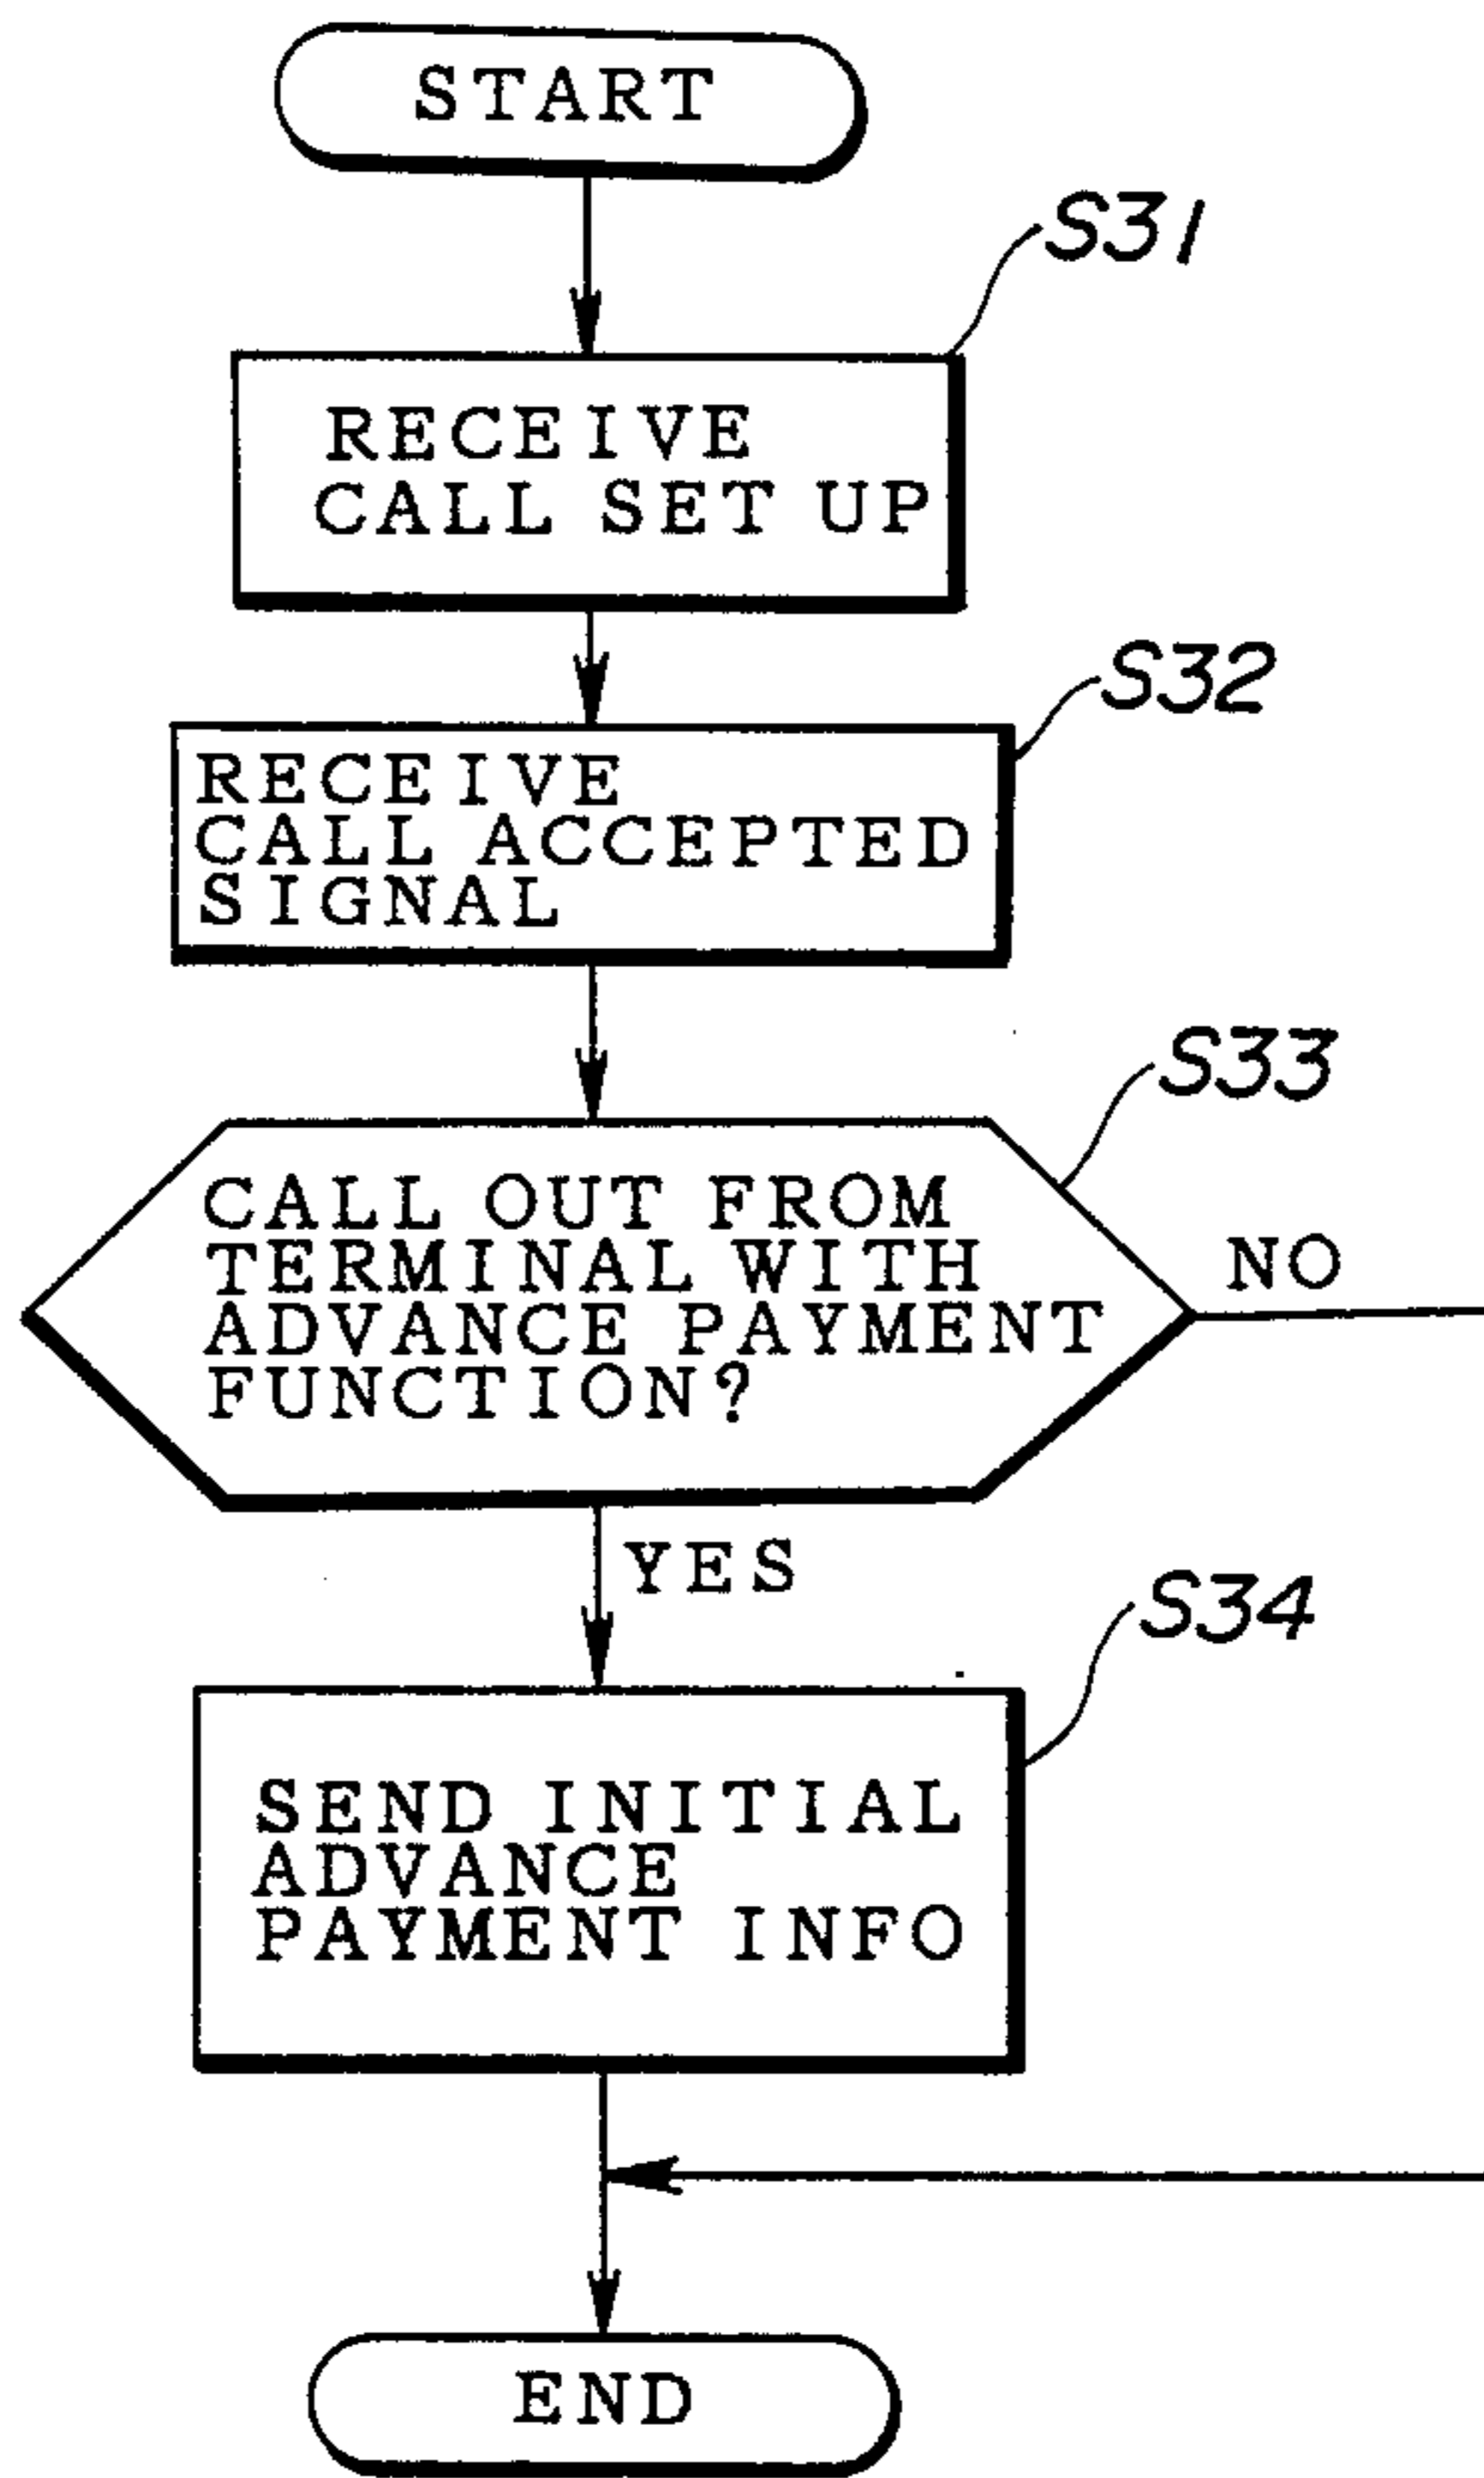 START
S31
RECEIVE
CALL SET UP
S32
RECEIVE
CALL ACCEPTED
SIGNAL
S33
CALL OUT FROM
TERMINAL WITH
ADVANCE PAYMENT
FUNCTION?
NO
YES
S34
SEND INITIAL
ADVANCE
PAYMENT INFO
END